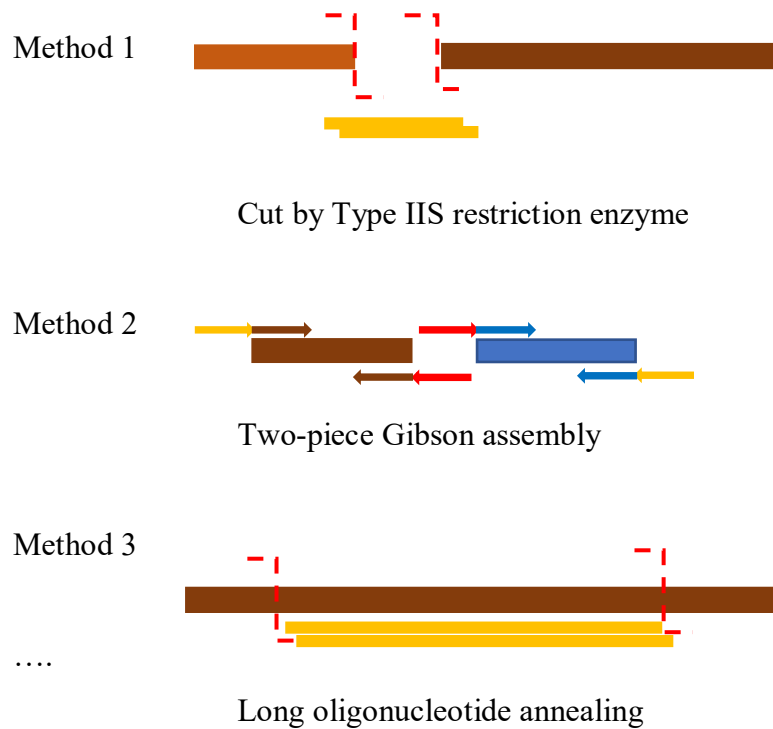 Method 1
Cut by Type IIS restriction enzyme
Method 2
Two-piece Gibson assembly
Method 3
….
Long oligonucleotide annealing